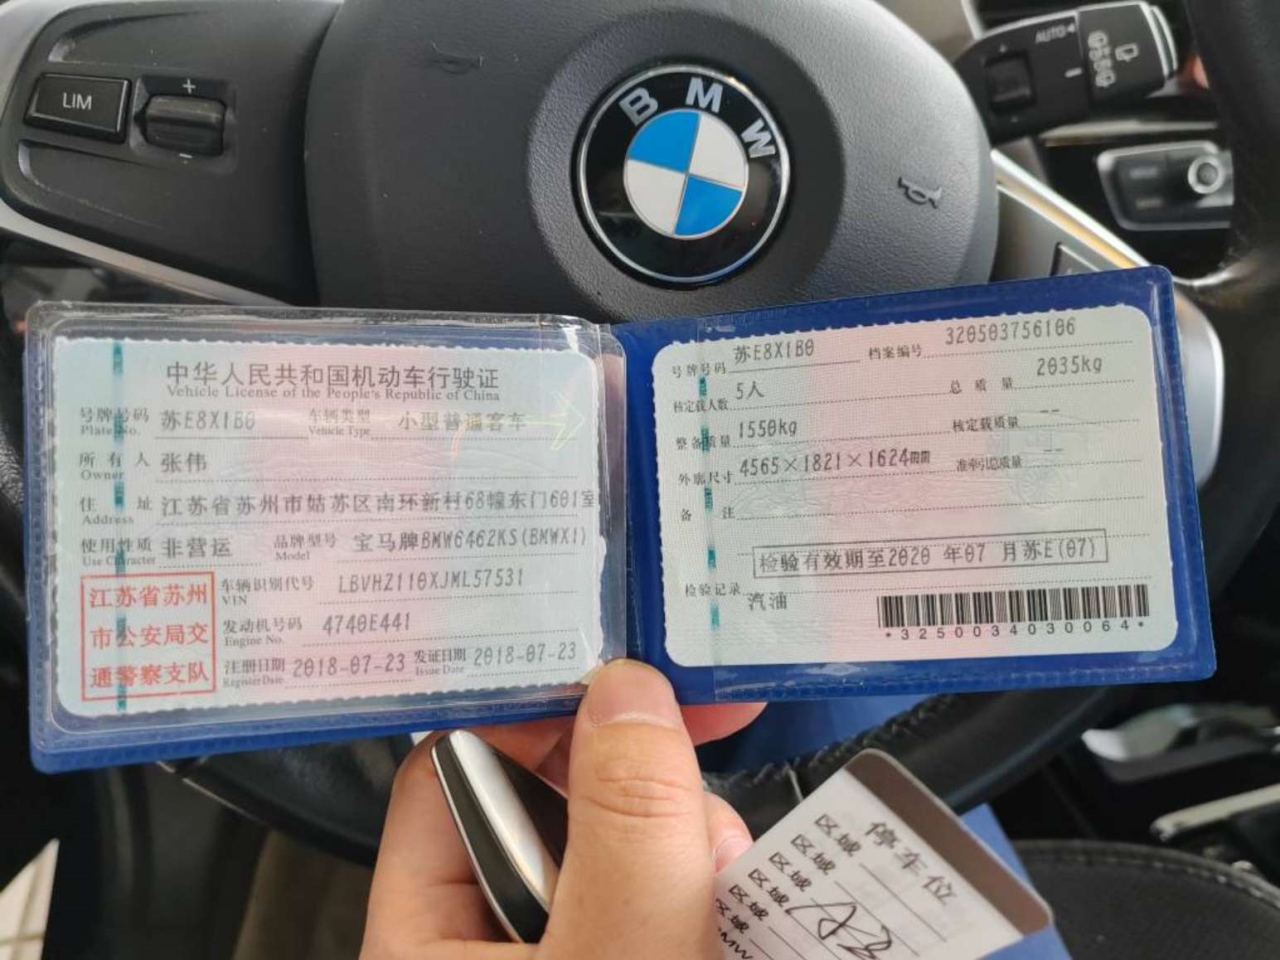 LIM
+
-
BMW
AUTO
中华人民共和国机动车行驶证
Vehicle License of the People's Republic of China
号牌号码 苏E8X1B0 车辆类型 小型普通客车
Plate No. Vehicle Type
所有人 张伟
Owner
住址 江苏省苏州市姑苏区南环新村68幢东门601室
Address
使用性质 非营运 品牌型号 宝马牌BMW6462KS(BMWX1)
Use Character Model
江苏省苏州
市公安局交
通警察支队
车辆识别代号 LBVHZ110XJML57531
VIN
发动机号码 4740E441
Engine No.
注册日期 2018-07-23 发证日期 2018-07-23
Register Date Issue Date
号牌号码 苏E8X1B0 档案编号 320503756106
核定载人数 5人 总质量 2035kg
整备质量 1550kg 核定载质量 --
外廓尺寸 4565×1821×1624mm 准牵引总质量 --
备注
检验有效期至2020 年07 月苏E(07)
检验记录
汽油
*3250034030064*
停车位
区域
区域
区域
区域 A3
区域
BMW